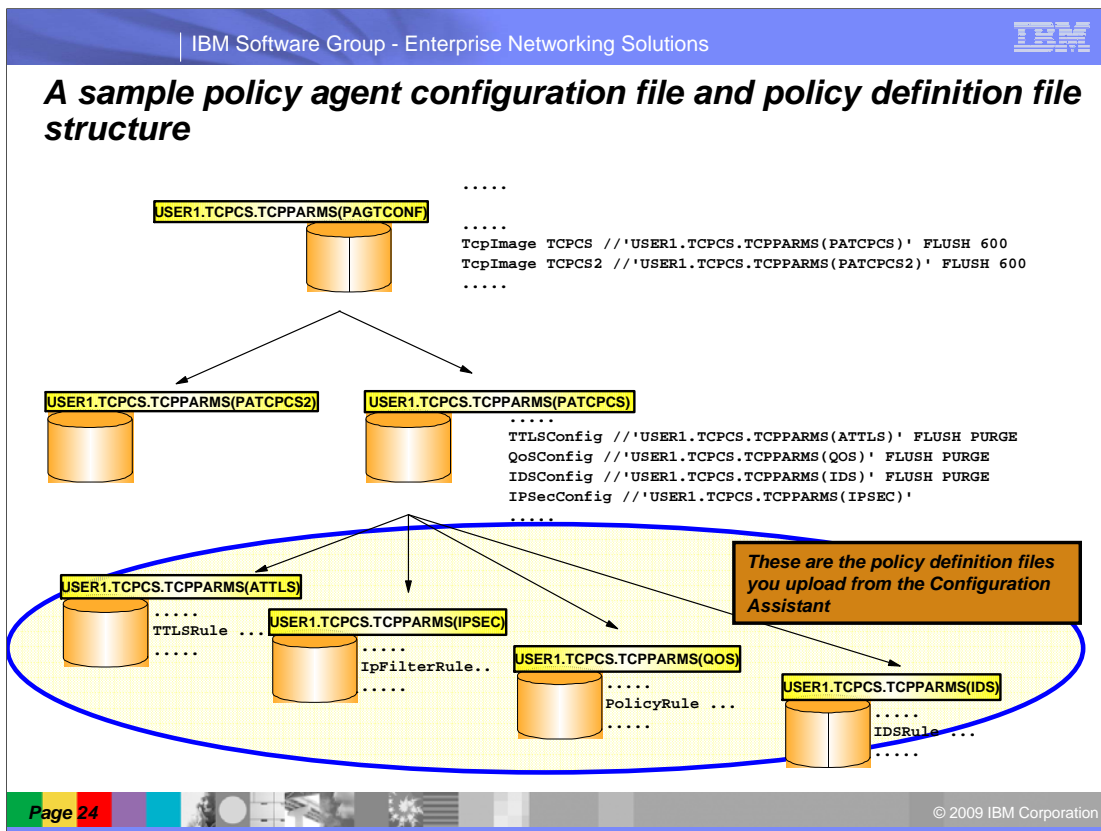 IBM Software Group - Enterprise Networking Solutions
IBM
A sample policy agent configuration file and policy definition file
structure
.....
USER1.TCPCS.TCPPARMS(PAGTCONF)
.....
TcpImage TCPCS //'USER1.TCPCS.TCPPARMS(PATCPCS)' FLUSH 600
TcpImage TCPCS2 //'USER1.TCPCS.TCPPARMS(PATCPCS2)' FLUSH 600
.....
USER1.TCPCS.TCPPARMS(PATCPCS2)
USER1.TCPCS.TCPPARMS(PATCPCS)
.....
TTLSConfig //'USER1.TCPCS.TCPPARMS(ATTLS)' FLUSH PURGE
QoSConfig //'USER1.TCPCS.TCPPARMS(QOS)' FLUSH PURGE
IDSConfig //'USER1.TCPCS.TCPPARMS(IDS)' FLUSH PURGE
IPSecConfig //'USER1.TCPCS.TCPPARMS(IPSEC)'
.....
These are the policy definition files
you upload from the Configuration
Assistant
USER1.TCPCS.TCPPARMS(ATTLS)
.....
TTLSRule ...
.....
USER1.TCPCS.TCPPARMS(IPSEC)
.....
IpFilterRule..
.....
USER1.TCPCS.TCPPARMS(QOS)
.....
PolicyRule ...
.....
USER1.TCPCS.TCPPARMS(IDS)
.....
IDSRule ...
.....
Page 24
© 2009 IBM Corporation